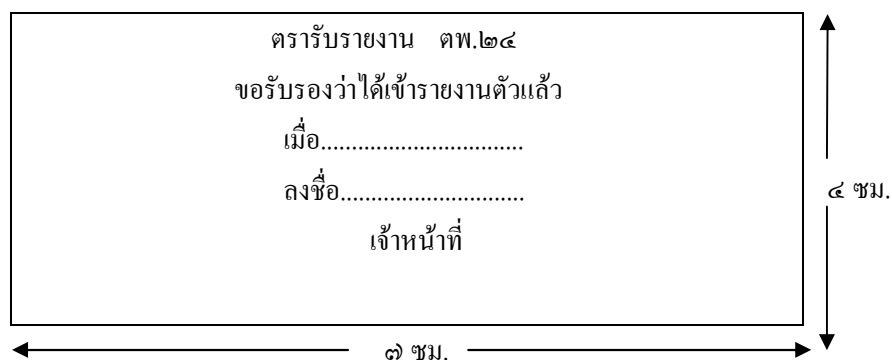 ตรารับรายงาน ตพ.๒๔
ขอรับรองว่าได้เข้ารายงานตัวแล้ว
เมื่อ.................................
ลงชื่อ..............................
๔ ซม.
เจ้าหน้าที่
๗ ซม.